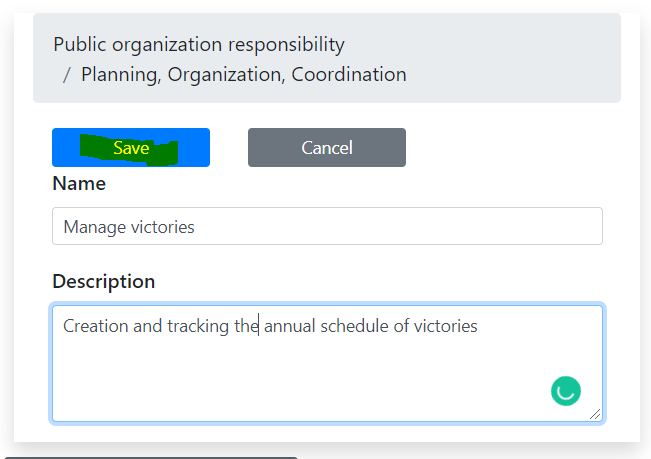 Public organization responsibility
/ Planning, Organization, Coordination
Save Cancel
Name
Manage victories
Description
Creation and tracking the annual schedule of victories